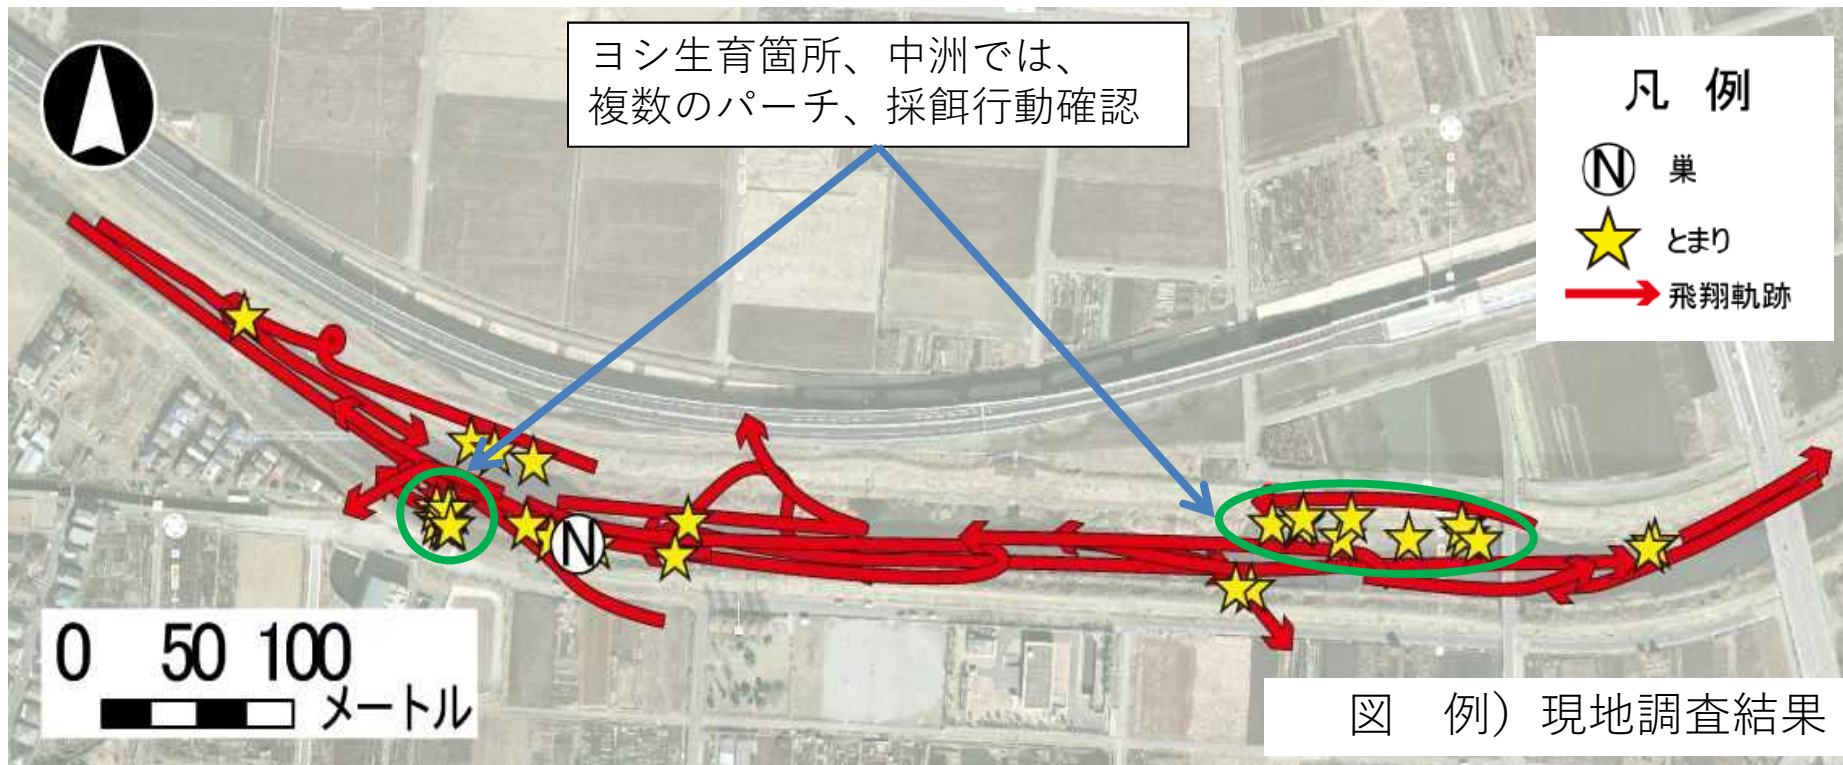 ヨシ生育箇所、中洲では、
複数のパーチ、採餌行動確認
凡 例
N 巣
とまり
飛翔軌跡
N
0 50 100
メートル
図 例）現地調査結果